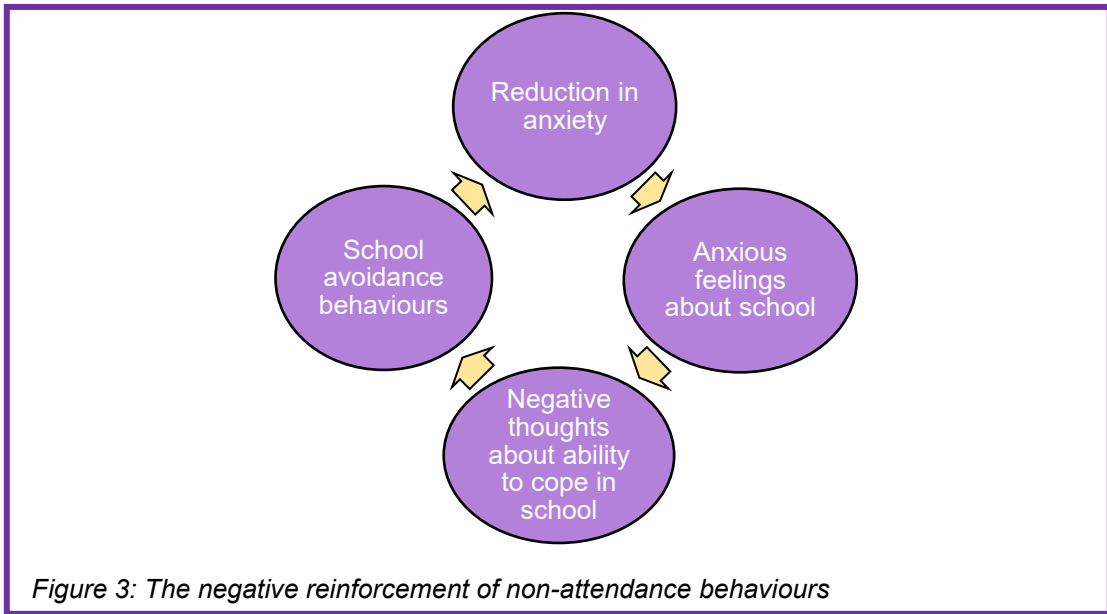 Reduction in
anxiety
School
avoidance
behaviours
Anxious
feelings
about school
Negative
thoughts
about ability
to cope in
school
Figure 3: The negative reinforcement of non-attendance behaviours